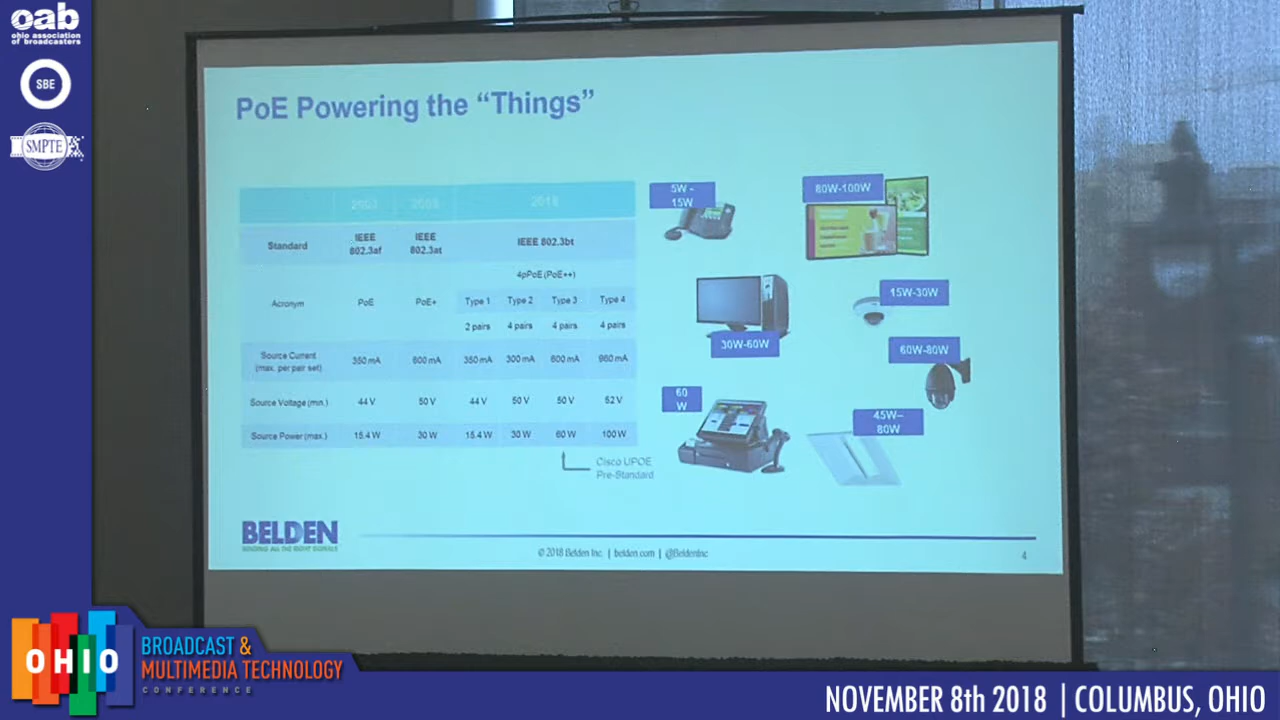 oab
ohio association
of broadcasters
SBE
SMPTE
PoE Powering the “Things”
2003 2009 2018
Standard IEEE 802.3af IEEE 802.3at IEEE 802.3bt
4pPoE (PoE++)
Acronym PoE PoE+ Type 1 Type 2 Type 3 Type 4
2 pairs 4 pairs 4 pairs 4 pairs
Source Current
(max. per pair set) 350 mA 600 mA 350 mA 300 mA 600 mA 960 mA
Source Voltage (min.) 44 V 50 V 44 V 50 V 50 V 52 V
Source Power (max.) 15.4 W 30 W 15.4 W 30 W 60 W 100 W
Cisco UPOE
Pre-Standard
5W -
15W
80W-100W
30W-60W
15W-30W
60W-80W
60
W
45W–
80W
BELDEN
SENDING ALL THE RIGHT SIGNALS
© 2018 Belden Inc. | belden.com | @BeldenInc
4
OHIO
BROADCAST &
MULTIMEDIA TECHNOLOGY
CONFERENCE
NOVEMBER 8th 2018 | COLUMBUS, OHIO